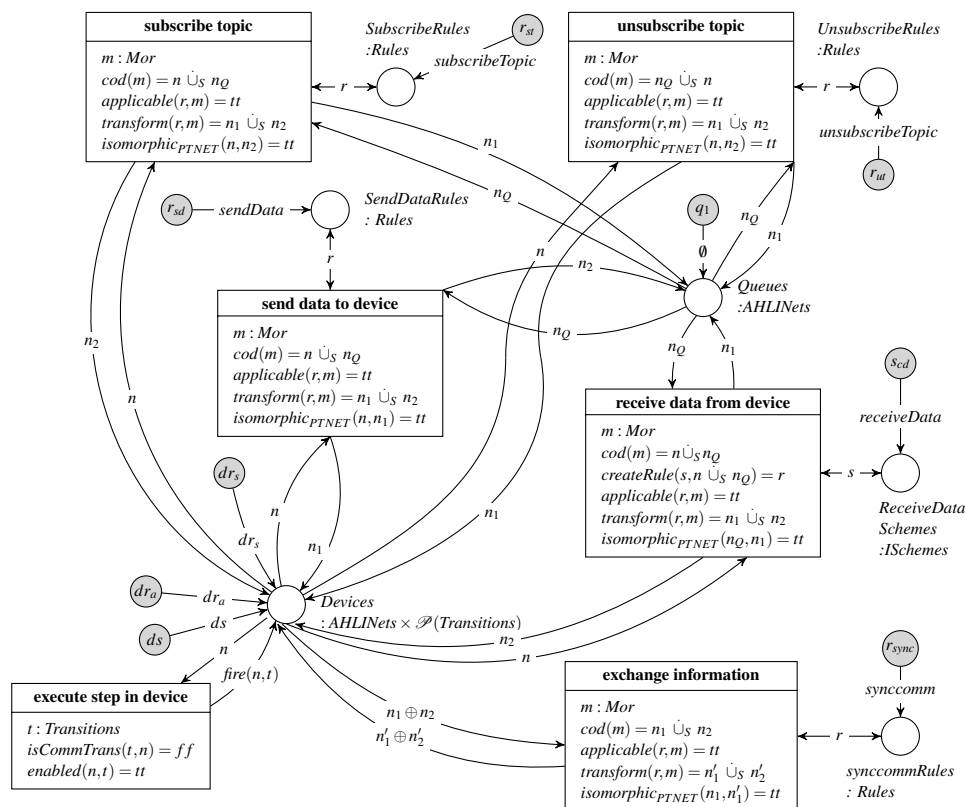 subscribe topic
m : Mor
cod(m) = n ∪̇_S n_Q
applicable(r,m) = tt
transform(r,m) = n_1 ∪̇_S n_2
isomorphic_PTNET(n,n_2) = tt
r
SubscribeRules
:Rules
r_st
subscribeTopic
unsubscribe topic
m : Mor
cod(m) = n_Q ∪̇_S n
applicable(r,m) = tt
transform(r,m) = n_1 ∪̇_S n_2
isomorphic_PTNET(n,n_2) = tt
r
UnsubscribeRules
:Rules
unsubscribeTopic
r_ut
n_1
n_Q
r_sd
sendData
SendDataRules
: Rules
r
q_1
∅
n_Q
n_1
n
Queues
:AHLINets
n_2
n_Q
send data to device
m : Mor
cod(m) = n ∪̇_S n_Q
applicable(r,m) = tt
transform(r,m) = n_1 ∪̇_S n_2
isomorphic_PTNET(n,n_1) = tt
n_2
n
n_Q
n_1
s_cd
receiveData
receive data from device
m : Mor
cod(m) = n∪̇_S n_Q
createRule(s,n ∪̇_S n_Q) = r
applicable(r,m) = tt
transform(r,m) = n_1 ∪̇_S n_2
isomorphic_PTNET(n_Q,n_1) = tt
s
ReceiveData
Schemes
:ISchemes
dr_s
dr_s
n
n_1
n_1
dr_a
dr_a
ds
ds
Devices
: AHLINets × 𝒫(Transitions)
n_2
n
n
fire(n,t)
execute step in device
t : Transitions
isCommTrans(t,n) = ff
enabled(n,t) = tt
n_1 ⊕ n_2
n′_1 ⊕ n′_2
exchange information
m : Mor
cod(m) = n_1 ∪̇_S n_2
applicable(r,m) = tt
transform(r,m) = n′_1 ∪̇_S n′_2
isomorphic_PTNET(n_1,n′_1) = tt
r
r_sync
synccomm
synccommRules
: Rules